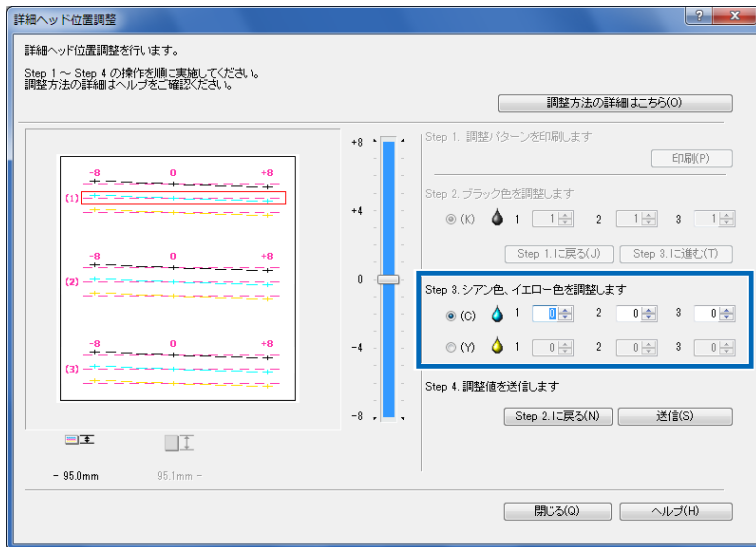 詳細ヘッド位置調整
?
x
詳細ヘッド位置調整を行います。
Step 1 ～ Step 4 の操作を順に実施してください。
調整方法の詳細はヘルプをご確認ください。
調整方法の詳細はこちら(O)
-8 0 +8
(1)
-8 0 +8
(2)
-8 0 +8
(3)
- 95.0mm
95.1mm -
+8
+4
0
-4
-8
Step 1. 調整パターンを印刷します
印刷(P)
Step 2. ブラック色を調整します
(K) 1 1 2 1 3 1
Step 1.に戻る(J)
Step 3.に進む(T)
Step 3. シアン色、イエロー色を調整します
(C) 1 0 2 0 3 0
(Y) 1 0 2 0 3 0
Step 4. 調整値を送信します
Step 2.に戻る(N)
送信(S)
閉じる(Q)
ヘルプ(H)